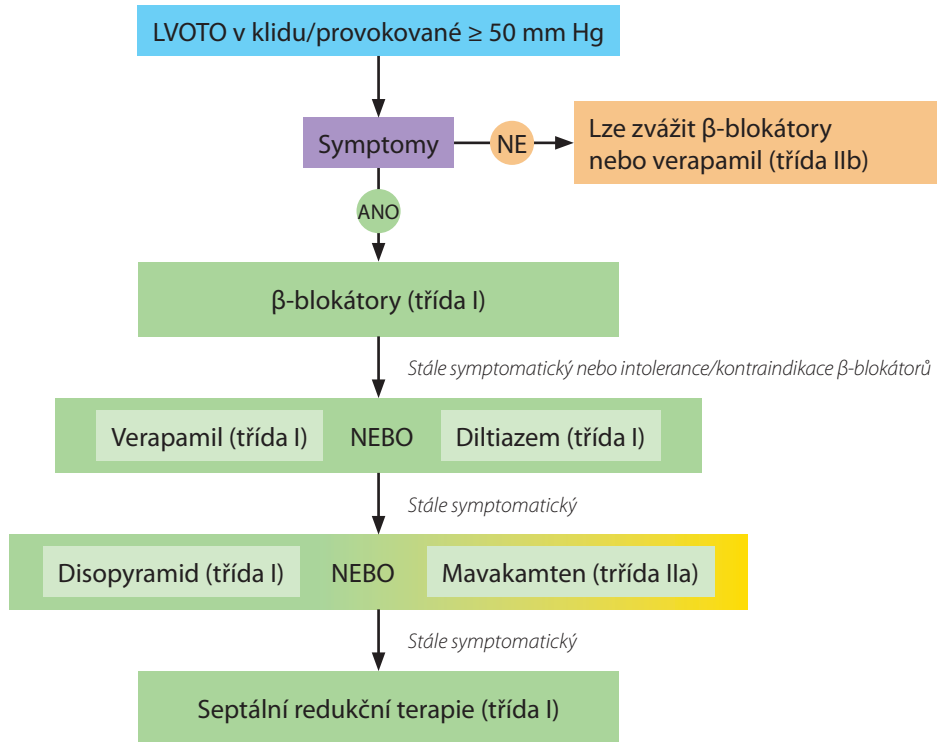 LVOTO v klidu/provokované ≥ 50 mm Hg
Symptomy
NE
Lze zvážit β-blokátory
nebo verapamil (třída IIb)
ANO
β-blokátory (třída I)
Stále symptomatický nebo intolerance/kontraindikace β-blokátorů
Verapamil (třída I) NEBO Diltiazem (třída I)
Stále symptomatický
Disopyramid (třída I) NEBO Mavakamten (trřída IIa)
Stále symptomatický
Septální redukční terapie (třída I)